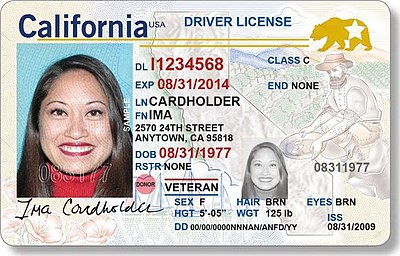 California USA DRIVER LICENSE
DL I1234568 CLASS C
EXP 08/31/2014 END NONE
LN CARDHOLDER
FN IMA
2570 24TH STREET
ANYTOWN, CA 95818
DOB 08/31/1977
RSTR NONE 08311977
DONOR
VETERAN
SEX F HAIR BRN EYES BRN
HGT 5'-05" WGT 125 lb ISS
DD 00/00/0000NNNAN/ANFD/YY 08/31/2009
SAMPLE
Ima Cardholder